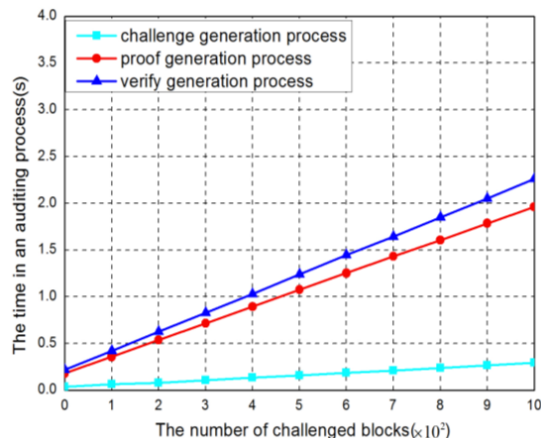 challenge generation process
proof generation process
verify generation process
The time in an auditing process(s)
4.0
3.5
3.0
2.5
2.0
1.5
1.0
0.5
0.0
0 1 2 3 4 5 6 7 8 9 10
The number of challenged blocks(×10²)